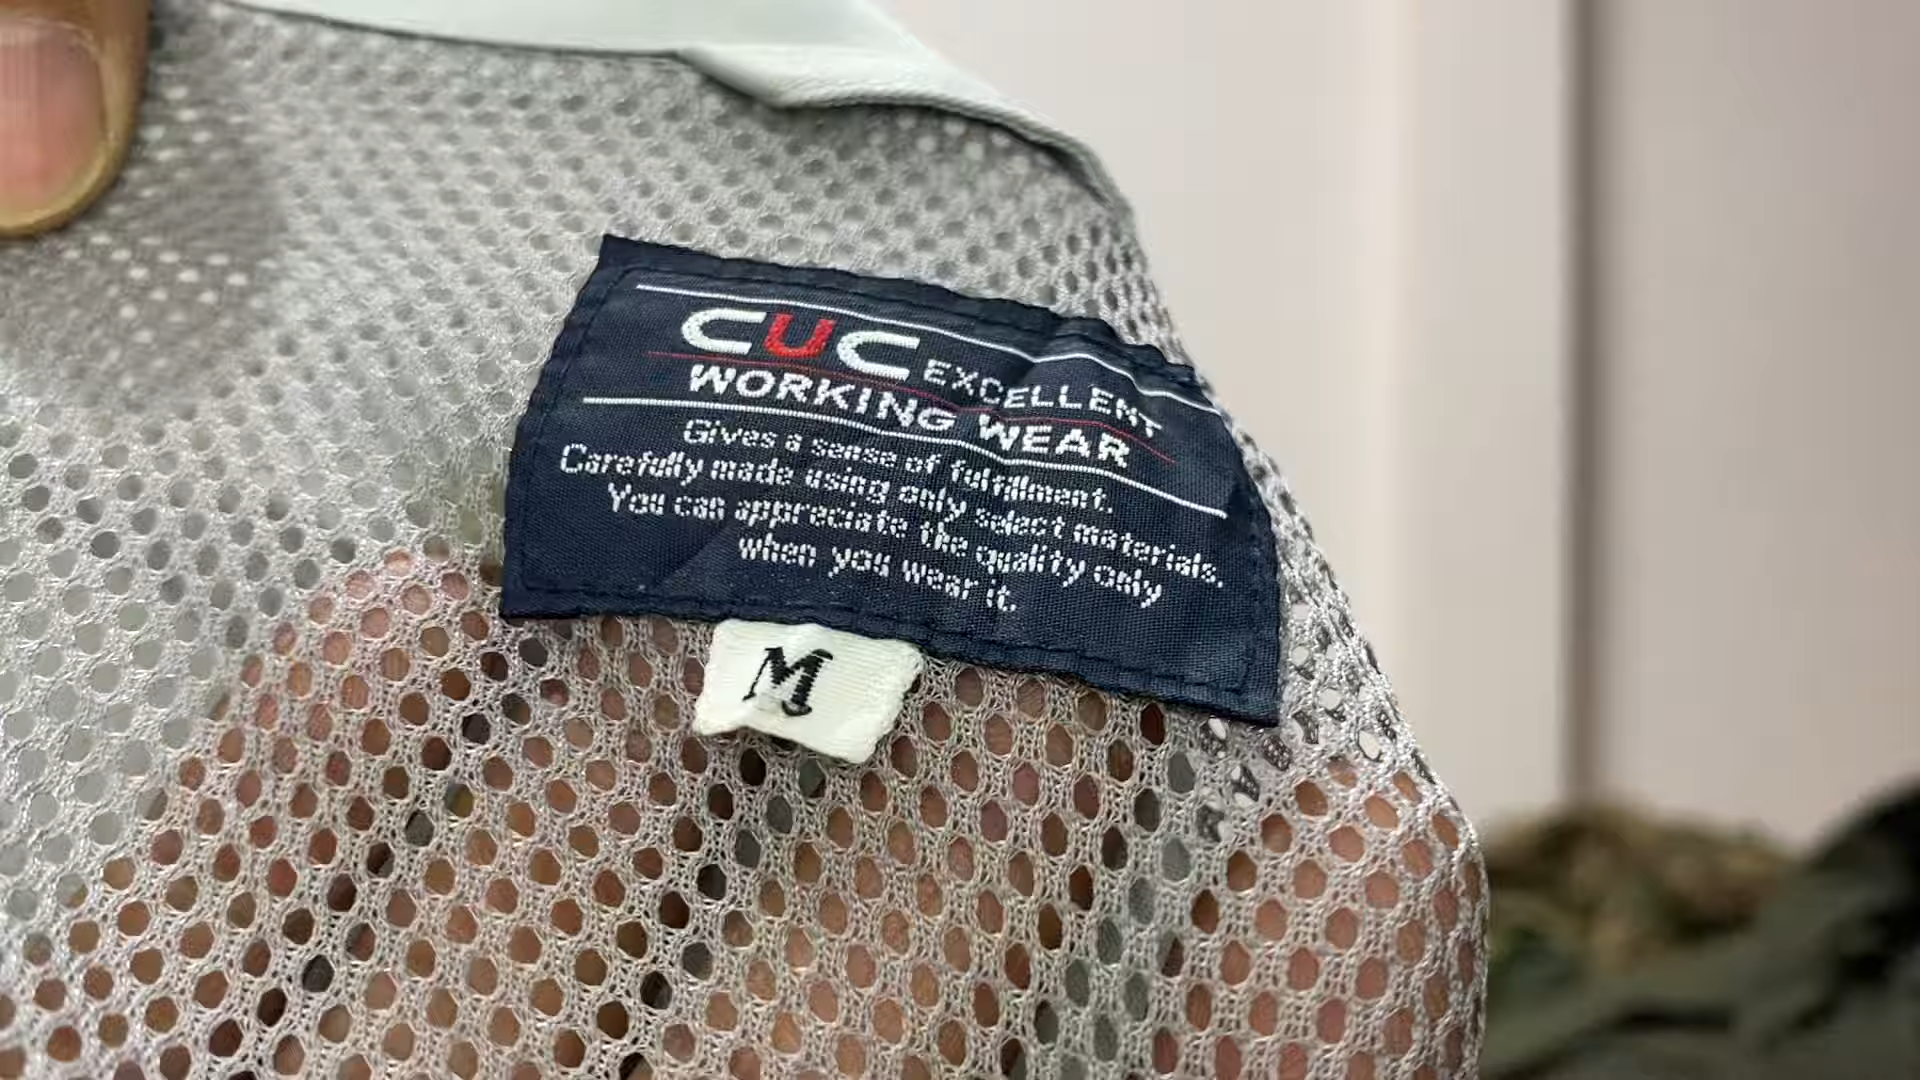 CUC EXCELLENT
WORKING WEAR
Gives a sense of fulfillment.
Carefully made using only select materials.
You can appreciate the quality only
when you wear it.
M